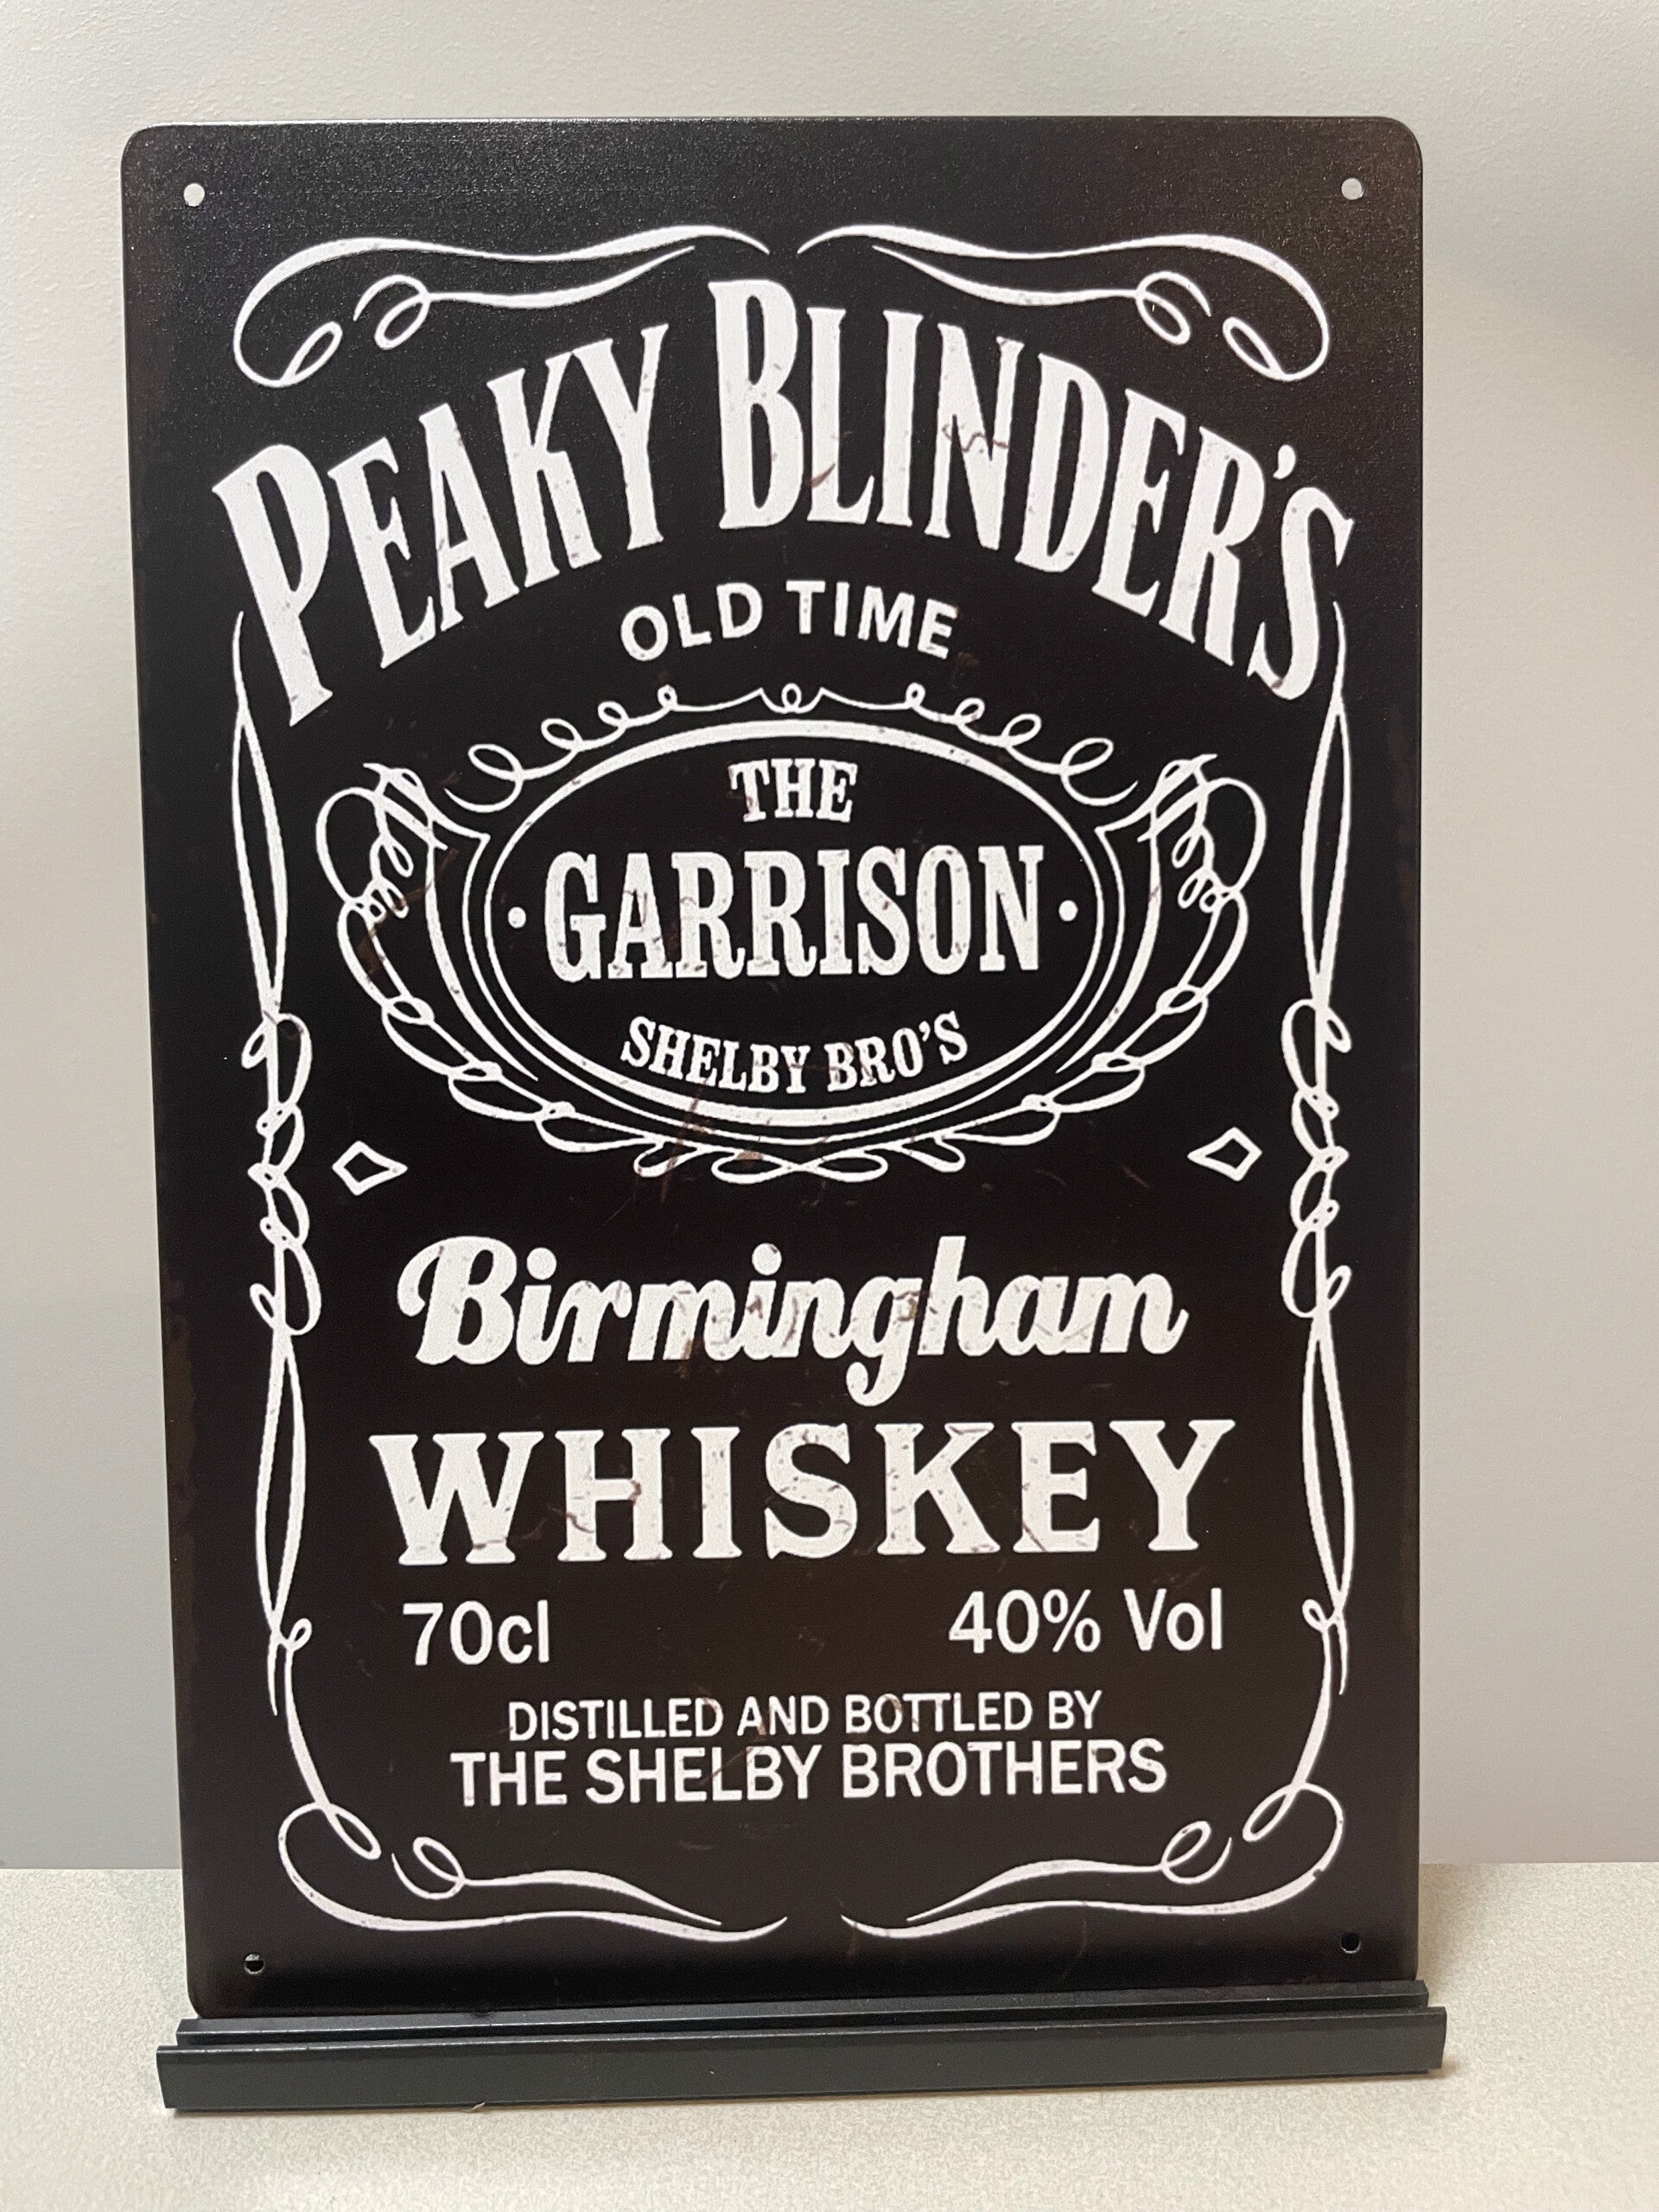 PEAKY BLINDER'S
OLD TIME
THE
·GARRISON·
SHELBY BRO'S
Birmingham
WHISKEY
70cl 40% Vol
DISTILLED AND BOTTLED BY
THE SHELBY BROTHERS